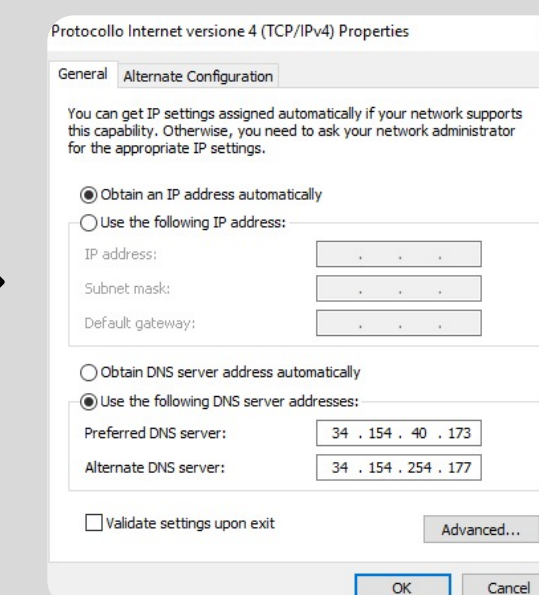 Protocollo Internet versione 4 (TCP/IPv4) Properties
General Alternate Configuration
You can get IP settings assigned automatically if your network supports
this capability. Otherwise, you need to ask your network administrator
for the appropriate IP settings.
Obtain an IP address automatically
Use the following IP address:
IP address: . . .
Subnet mask: . . .
Default gateway: . . .
Obtain DNS server address automatically
Use the following DNS server addresses:
Preferred DNS server: 34 . 154 . 40 . 173
Alternate DNS server: 34 . 154 . 254 . 177
Validate settings upon exit
Advanced...
OK Cancel